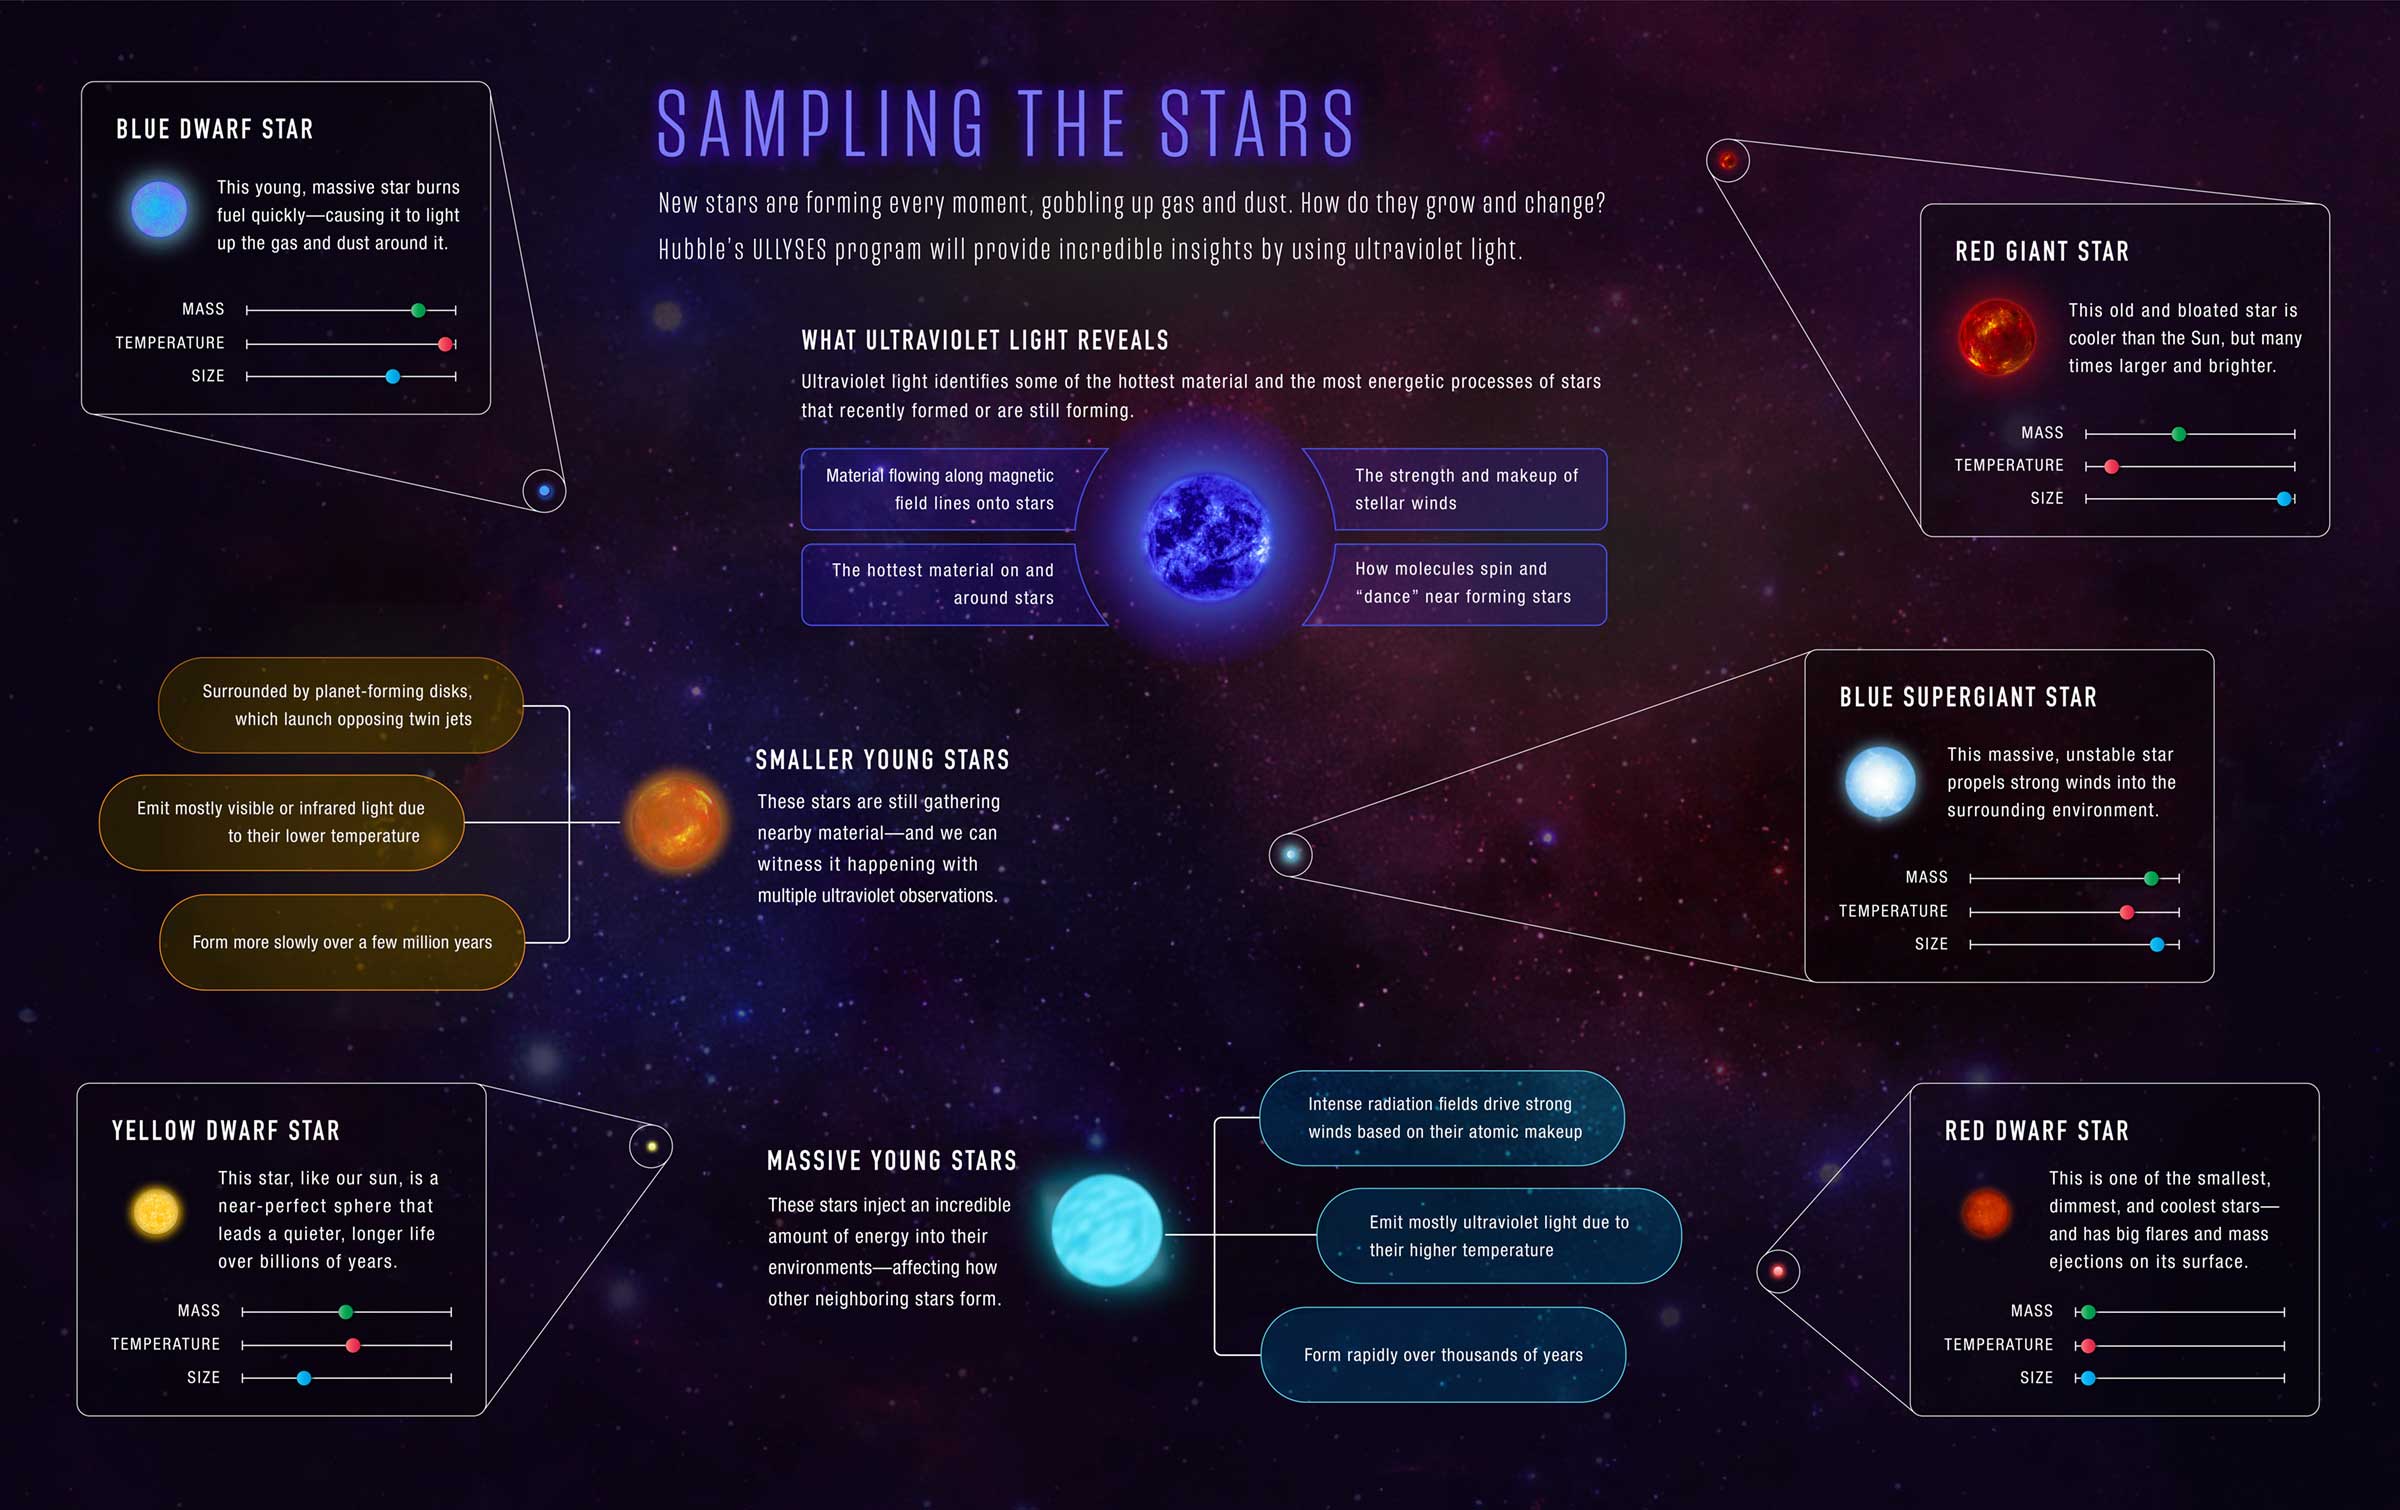 SAMPLING THE STARS
New stars are forming every moment, gobbling up gas and dust. How do they grow and change?
Hubble's ULLYSES program will provide incredible insights by using ultraviolet light.
BLUE DWARF STAR
This young, massive star burns
fuel quickly—causing it to light
up the gas and dust around it.
MASS
TEMPERATURE
SIZE
WHAT ULTRAVIOLET LIGHT REVEALS
Ultraviolet light identifies some of the hottest material and the most energetic processes of stars
that recently formed or are still forming.
Material flowing along magnetic
field lines onto stars
The hottest material on and
around stars
The strength and makeup of
stellar winds
How molecules spin and
“dance” near forming stars
RED GIANT STAR
This old and bloated star is
cooler than the Sun, but many
times larger and brighter.
MASS
TEMPERATURE
SIZE
Surrounded by planet-forming disks,
which launch opposing twin jets
Emit mostly visible or infrared light due
to their lower temperature
Form more slowly over a few million years
SMALLER YOUNG STARS
These stars are still gathering
nearby material—and we can
witness it happening with
multiple ultraviolet observations.
BLUE SUPERGIANT STAR
This massive, unstable star
propels strong winds into the
surrounding environment.
MASS
TEMPERATURE
SIZE
YELLOW DWARF STAR
This star, like our sun, is a
near-perfect sphere that
leads a quieter, longer life
over billions of years.
MASS
TEMPERATURE
SIZE
MASSIVE YOUNG STARS
These stars inject an incredible
amount of energy into their
environments—affecting how
other neighboring stars form.
Intense radiation fields drive strong
winds based on their atomic makeup
Emit mostly ultraviolet light due to
their higher temperature
Form rapidly over thousands of years
RED DWARF STAR
This is one of the smallest,
dimmest, and coolest stars—
and has big flares and mass
ejections on its surface.
MASS
TEMPERATURE
SIZE